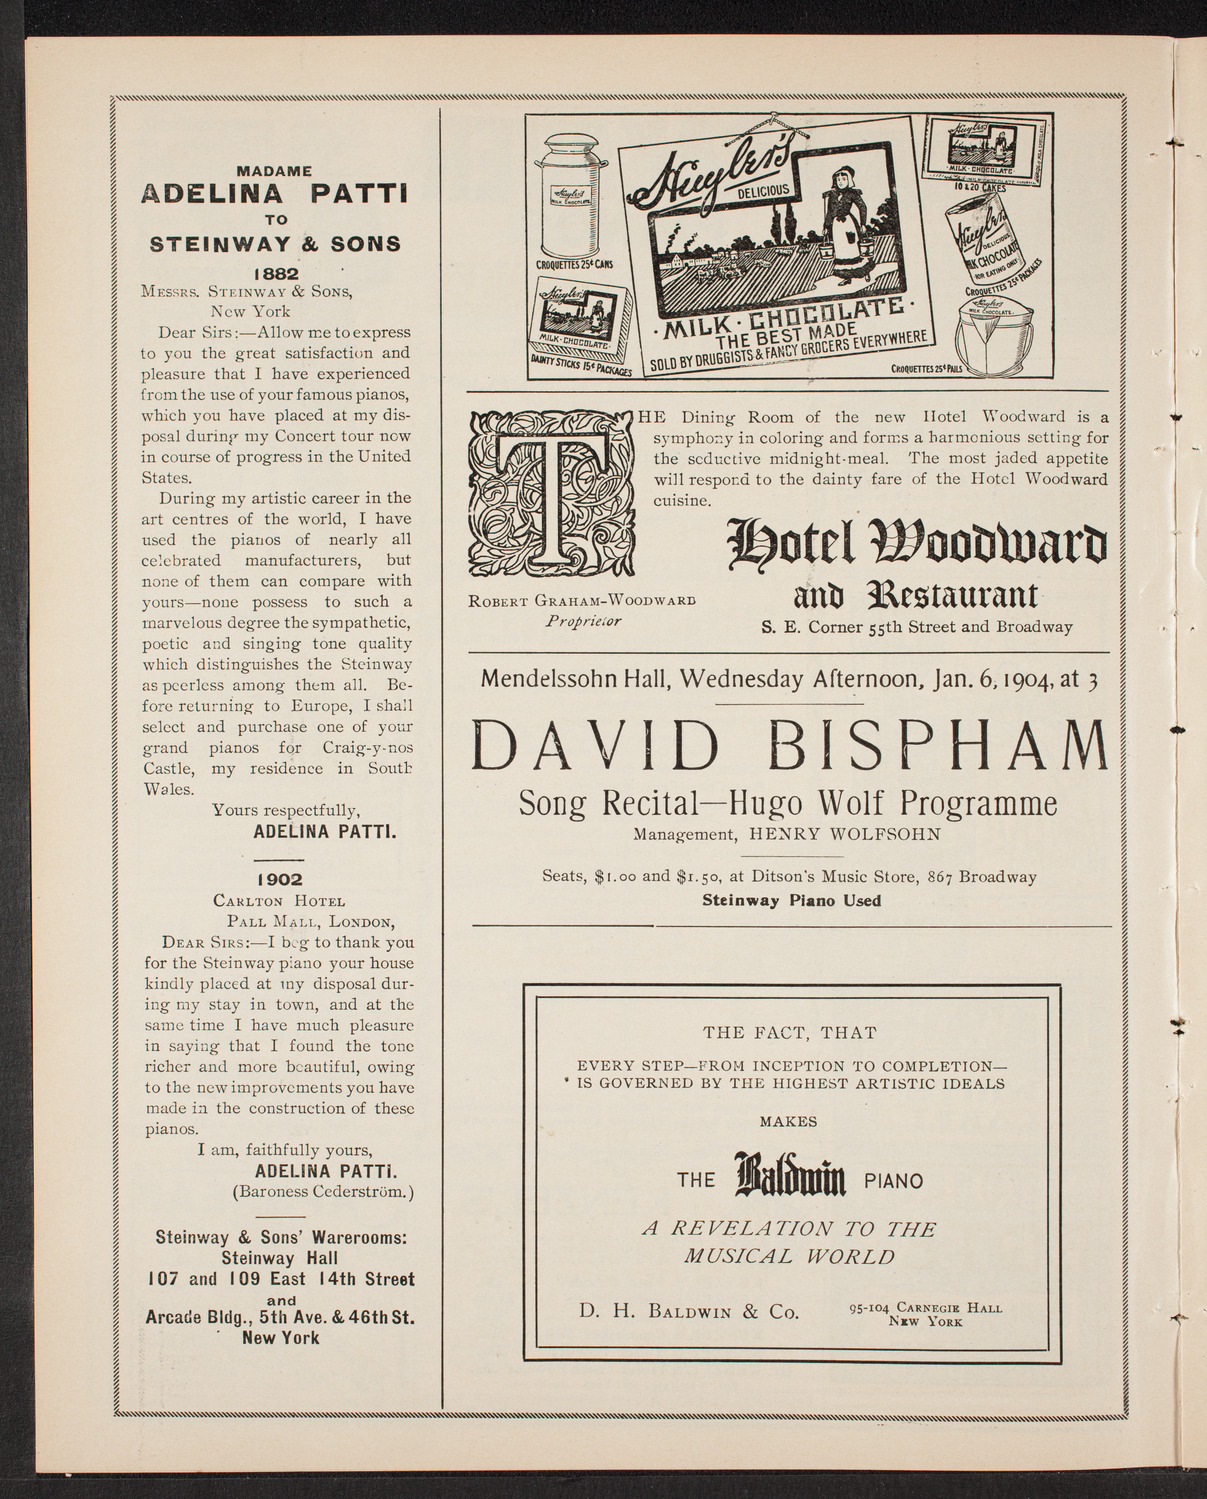 MADAME
ADELINA PATTI
TO
STEINWAY & SONS
1882
MESSRS. STEINWAY & SONS,
New York
Dear Sirs:—Allow me to express
to you the great satisfaction and
pleasure that I have experienced
from the use of your famous pianos,
which you have placed at my dis-
posal during my Concert tour now
in course of progress in the United
States.
During my artistic career in the
art centres of the world, I have
used the pianos of nearly all
celebrated manufacturers, but
none of them can compare with
yours—none possess to such a
marvelous degree the sympathetic,
poetic and singing tone quality
which distinguishes the Steinway
as peerless among them all. Be-
fore returning to Europe, I shall
select and purchase one of your
grand pianos for Craig-y-nos
Castle, my residence in South
Wales.
Yours respectfully,
ADELINA PATTI.
1902
CARLTON HOTEL
PALL MALL, LONDON,
DEAR SIRS:—I beg to thank you
for the Steinway piano your house
kindly placed at my disposal dur-
ing my stay in town, and at the
same time I have much pleasure
in saying that I found the tone
richer and more beautiful, owing
to the new improvements you have
made in the construction of these
pianos.
I am, faithfully yours,
ADELINA PATTI.
(Baroness Cederström.)
Steinway & Sons' Warerooms:
Steinway Hall
107 and 109 East 14th Street
and
Arcade Bldg., 5th Ave. & 46th St.
New York
Huyler's
MILK CHOCOLATE
CROQUETTES 25¢ CANS
Huyler's
MILK-CHOCOLATE
DAINTY STICKS 15¢ PACKAGES
Huyler's
DELICIOUS
·MILK·CHOCOLATE·
THE BEST MADE
SOLD BY DRUGGISTS & FANCY GROCERS EVERYWHERE
Huyler's
MILK-CHOCOLATE
10 & 20 CAKES
Huyler's
DELICIOUS
MILK CHOCOLATE
FOR EATING ONLY
CROQUETTES 25¢ PACKAGES
Huyler's
MILK CHOCOLATE.
CROQUETTES 25¢ PAILS
THE Dining Room of the new Hotel Woodward is a
symphony in coloring and forms a harmonious setting for
the seductive midnight-meal. The most jaded appetite
will respond to the dainty fare of the Hotel Woodward
cuisine.
Hotel Woodward
and Restaurant
ROBERT GRAHAM-WOODWARD
Proprietor
S. E. Corner 55th Street and Broadway
Mendelssohn Hall, Wednesday Afternoon, Jan. 6, 1904, at 3
DAVID BISPHAM
Song Recital—Hugo Wolf Programme
Management, HENRY WOLFSOHN
Seats, $1.00 and $1.50, at Ditson's Music Store, 867 Broadway
Steinway Piano Used
THE FACT, THAT
EVERY STEP—FROM INCEPTION TO COMPLETION—
IS GOVERNED BY THE HIGHEST ARTISTIC IDEALS
MAKES
THE Baldwin PIANO
A REVELATION TO THE
MUSICAL WORLD
D. H. BALDWIN & CO.
95-104 CARNEGIE HALL
NEW YORK